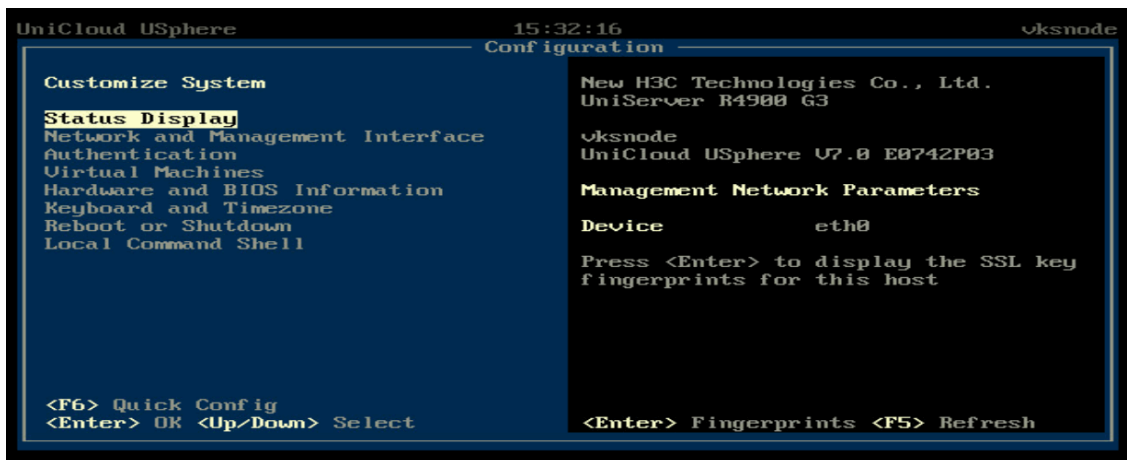 UniCloud USphere 15:32:16 vksnode
Configuration
Customize System
Status Display
Network and Management Interface
Authentication
Virtual Machines
Hardware and BIOS Information
Keyboard and Timezone
Reboot or Shutdown
Local Command Shell
<F6> Quick Config
<Enter> OK <Up/Down> Select
New H3C Technologies Co., Ltd.
UniServer R4900 G3
vksnode
UniCloud USphere V7.0 E0742P03
Management Network Parameters
Device eth0
Press <Enter> to display the SSL key
fingerprints for this host
<Enter> Fingerprints <F5> Refresh